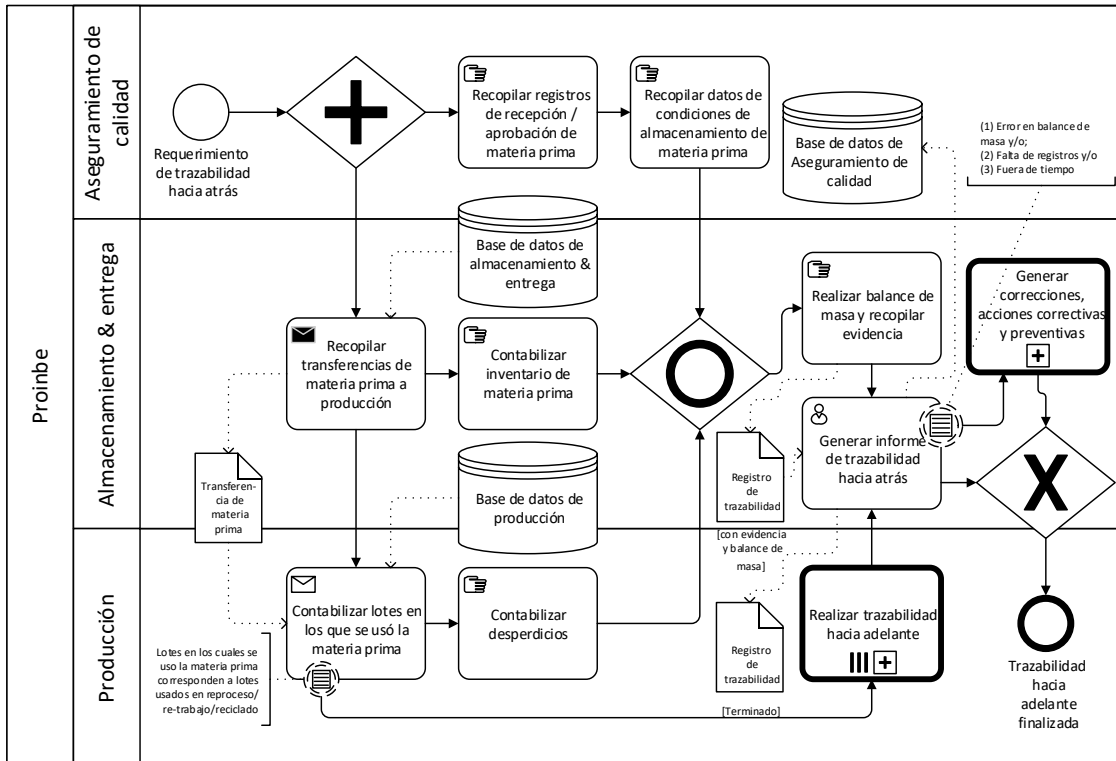 Proinbe
Aseguramiento de
calidad
Requerimiento
de trazabilidad
hacia atrás
Recopilar registros
de recepción /
aprobación de
materia prima
Recopilar datos de
condiciones de
almacenamiento de
materia prima
Base de datos de
Aseguramiento de
calidad
(1) Error en balance de
masa y/o;
(2) Falta de registros y/o
(3) Fuera de tiempo
Almacenamiento & entrega
Base de datos de
almacenamiento &
entrega
Recopilar
transferencias de
materia prima a
producción
Contabilizar
inventario de
materia prima
Realizar balance de
masa y recopilar
evidencia
Generar
correcciones,
acciones correctivas
y preventivas
Generar informe
de trazabilidad
hacia atrás
Transferen-
cia de
materia
prima
Base de datos de
producción
Registro
de
trazabilidad
[con evidencia
y balance de
masa]
X
Producción
Contabilizar lotes en
los que se usó la
materia prima
Contabilizar
desperdicios
Lotes en los cuales se
uso la materia prima
corresponden a lotes
usados en reproceso/
re-trabajo/reciclado
Registro
de
trazabilidad
[Terminado]
Realizar trazabilidad
hacia adelante
Trazabilidad
hacia
adelante
finalizada